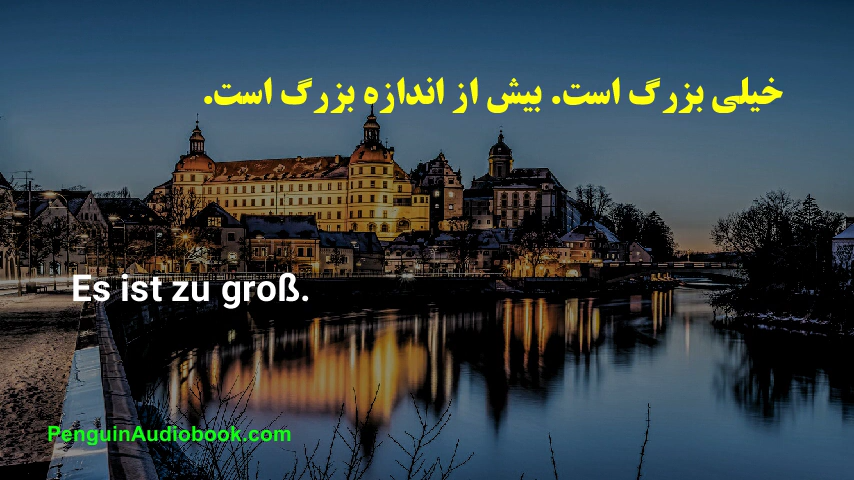 خیلی بزرگ است. بیش از اندازه بزرگ است.
Es ist zu groß.
PenguinAudiobook.com